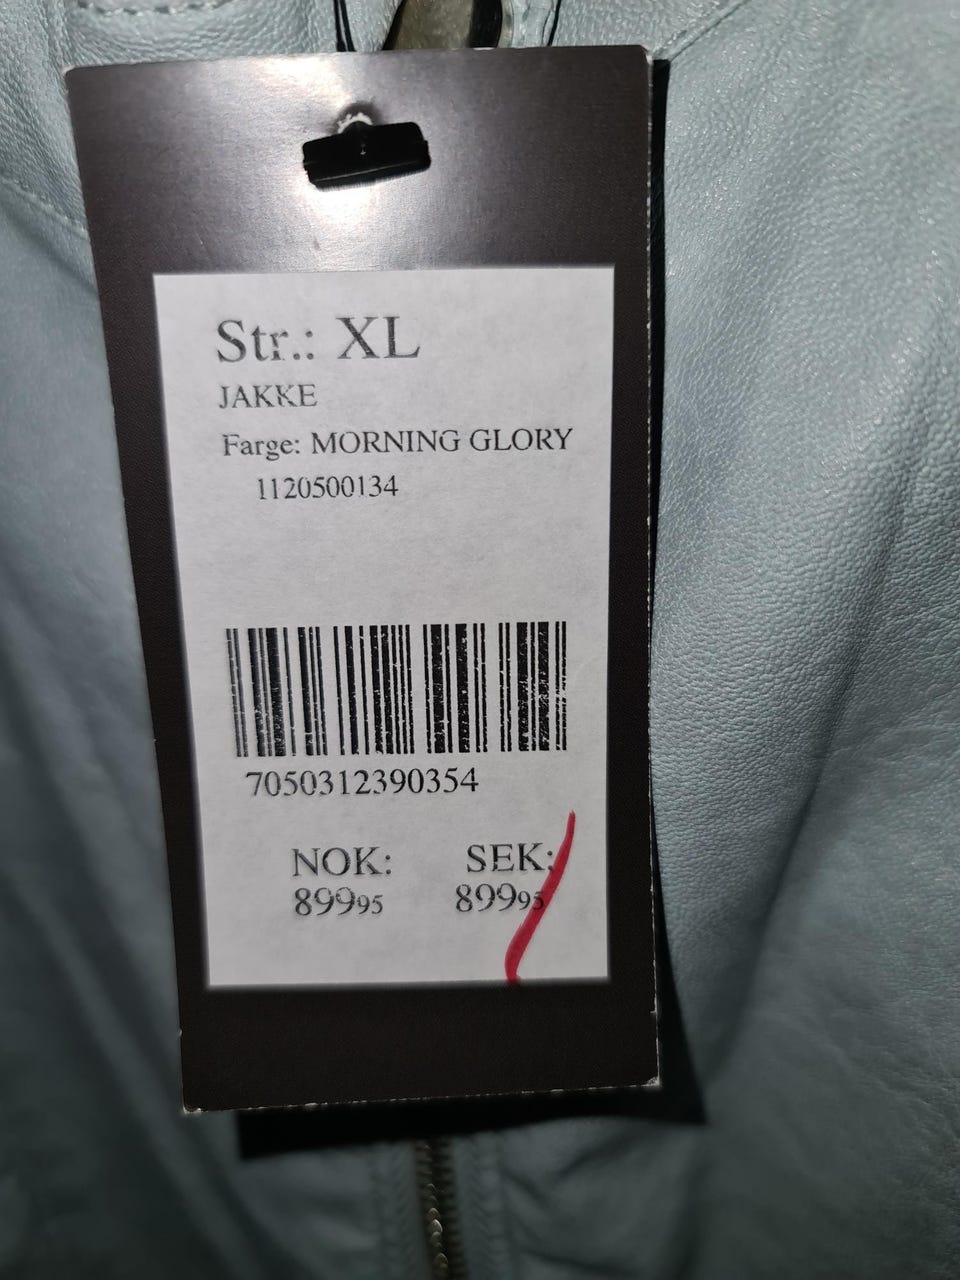 Str.: XL
JAKKE
Farge: MORNING GLORY
1120500134
7050312390354
NOK: SEK:
89995 89995